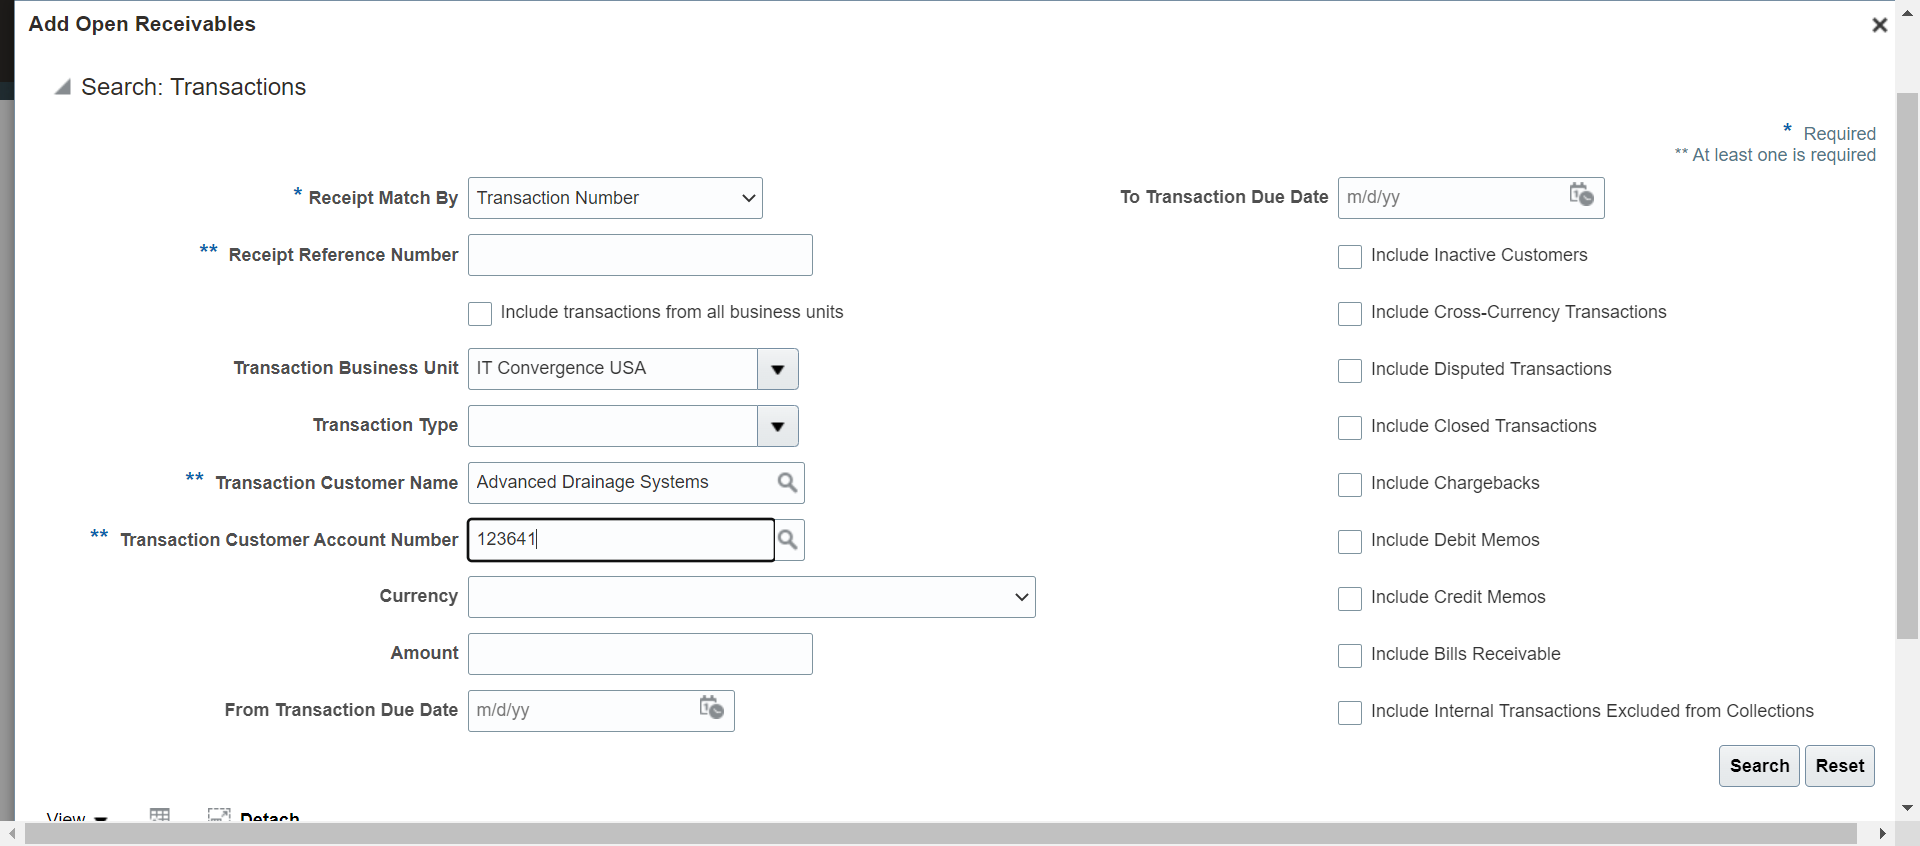 Add Open Receivables
Search: Transactions
* Required
** At least one is required
* Receipt Match By Transaction Number
** Receipt Reference Number
Include transactions from all business units
Transaction Business Unit IT Convergence USA
Transaction Type
** Transaction Customer Name Advanced Drainage Systems
** Transaction Customer Account Number 123641
Currency
Amount
From Transaction Due Date m/d/yy
To Transaction Due Date m/d/yy
Include Inactive Customers
Include Cross-Currency Transactions
Include Disputed Transactions
Include Closed Transactions
Include Chargebacks
Include Debit Memos
Include Credit Memos
Include Bills Receivable
Include Internal Transactions Excluded from Collections
Search Reset
View Detach